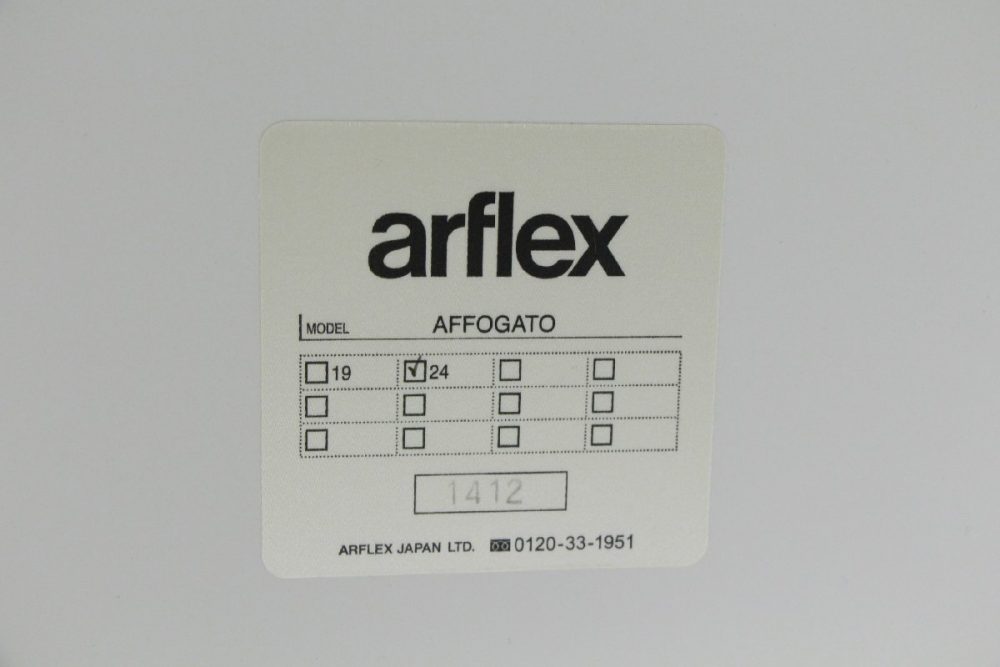 arflex
MODEL AFFOGATO
19 24
1412
ARFLEX JAPAN LTD. 0120-33-1951